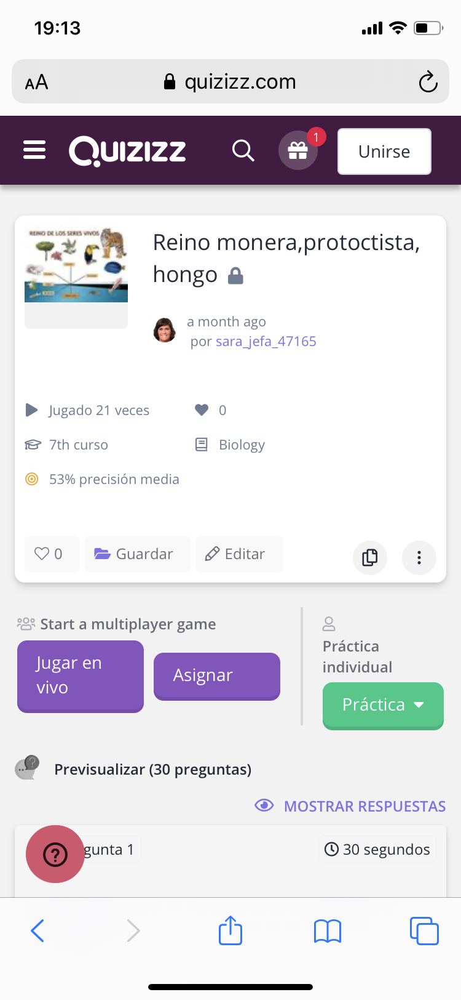 19:13
AA
quizizz.com
Quizizz
1
Unirse
REINO DE LOS SERES VIVOS
Reino monera,protoctista,
hongo
a month ago
por sara_jefa_47165
Jugado 21 veces
0
7th curso
Biology
53% precisión media
0
Guardar
Editar
Start a multiplayer game
Práctica
individual
Jugar en
vivo
Asignar
Práctica
Previsualizar (30 preguntas)
MOSTRAR RESPUESTAS
gunta 1
30 segundos